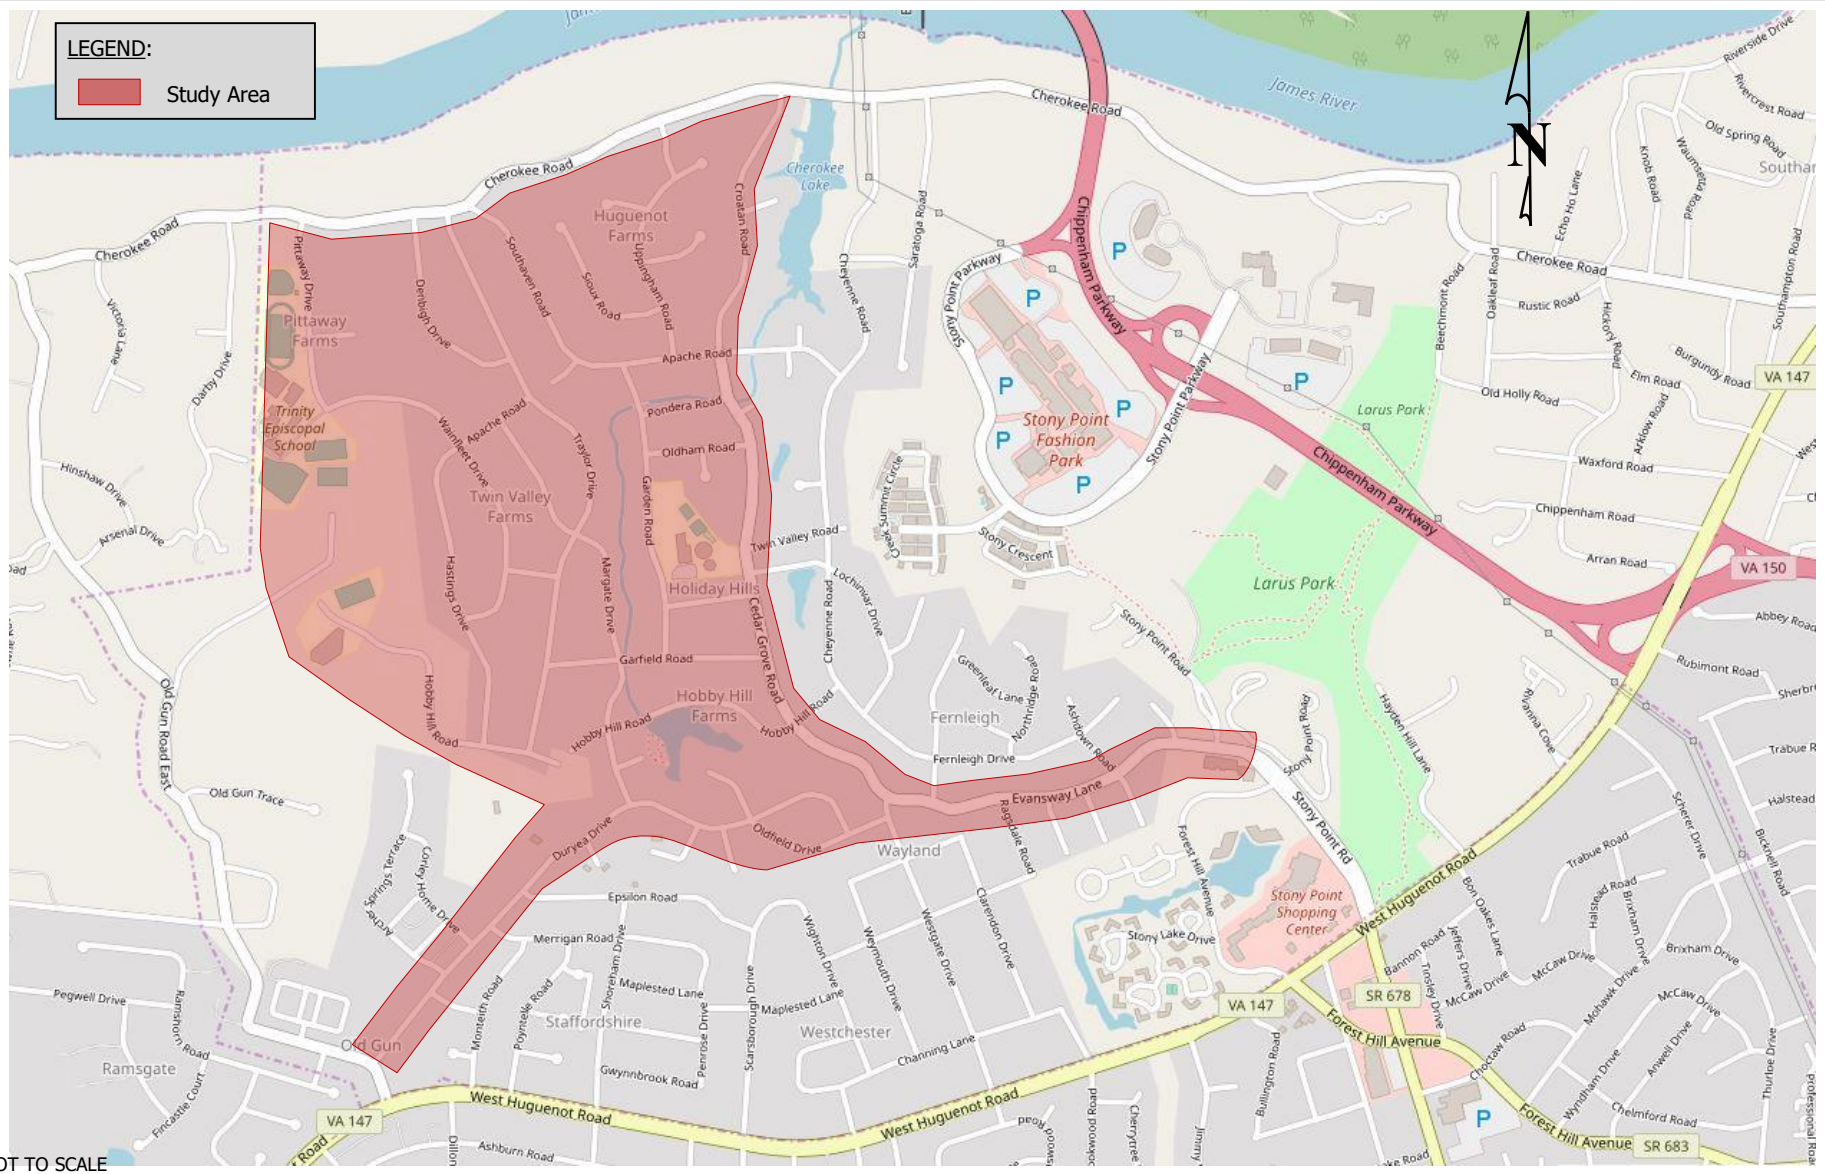 LEGEND:
Study Area
N
James River
Cherokee Road
Cherokee Road
Cherokee Road
Cherokee Road
Cherokee
Lake
Riverside Drive
Rivercrest Road
Old Spring Road
Waumsetta Road
Knob Road
Echo Ho Lane
Oakleaf Road
Beechmont Road
Southampton Road
Rustic Road
Hickory Road
Elm Road
Burgundy Road
VA 147
Old Holly Road
Arklow Road
Waxford Road
Chippenham Road
Arran Road
VA 150
Abbey Road
Rubimont Road
Huguenot
Farms
Croatan Road
Uppingham Road
Sioux Road
Southaven Road
Denbigh Drive
Pittaway Drive
Pittaway
Farms
Victoria Lane
Darby Drive
Hinshaw Drive
Arsenal Drive
Trinity
Episcopal
School
Apache Road
Apache Road
Pondera Road
Oldham Road
Garden Road
Wainfleet Drive
Traylor Drive
Twin Valley
Farms
Hastings Drive
Margate Drive
Holiday Hills
Garfield Road
Cedar Grove Road
Hobby Hill
Farms
Hobby Hill Road
Hobby Hill Road
Hobby Hill Road
Saratoga Road
Cheyenne Road
Cheyenne Road
Twin Valley Road
Lochinvar Drive
Stony Point Parkway
Stony Point Parkway
Chippenham Parkway
Chippenham Parkway
P
P
P
P
P
P
P
Stony Point
Fashion
Park
Creek Summit Circle
Stony Crescent
Larus Park
Larus Park
Stony Point Road
Stony Point Road
Stony Point Rd
Greenleaf Lane
Northridge Road
Fernleigh
Fernleigh Drive
Ashdown Road
Evansway Lane
Ragsdale Road
Hayden Hill Lane
Rivanna Cove
Old Gun Road East
Old Gun Trace
Archer Springs Terrace
Corley Home Drive
Duryea Drive
Oldfield Drive
Wayland
Epsilon Road
Merrigan Road
Shoreham Drive
Maplested Lane
Maplested Lane
Monteith Road
Poyntelle Road
Staffordshire
Penrose Drive
Scarsborough Drive
Gwynnbrook Road
Wighton Drive
Weymouth Drive
Westgate Drive
Clarendon Drive
Westchester
Channing Lane
Old Gun
Pegwell Drive
Ramshorn Road
Ramsgate
Fincastle Court
VA 147
West Huguenot Road
West Huguenot Road
West Huguenot Road
Ashburn Road
Forest Hill Avenue
Stony Lake Drive
Stony Point
Shopping
Center
VA 147
SR 678
Forest Hill Avenue
Forest Hill Avenue
SR 683
Bullington Road
Bannon Road
Tinsley Drive
Jeffers Drive
Bon Oakes Lane
McCaw Drive
McCaw Drive
McCaw Drive
Mohawk Drive
Halstead Road
Brixham Drive
Brixham Drive
Trabue Road
Scherer Drive
Bicknell Road
Choctaw Road
Wyndham Drive
Anwell Drive
Chelmford Road
Thurloe Drive
P